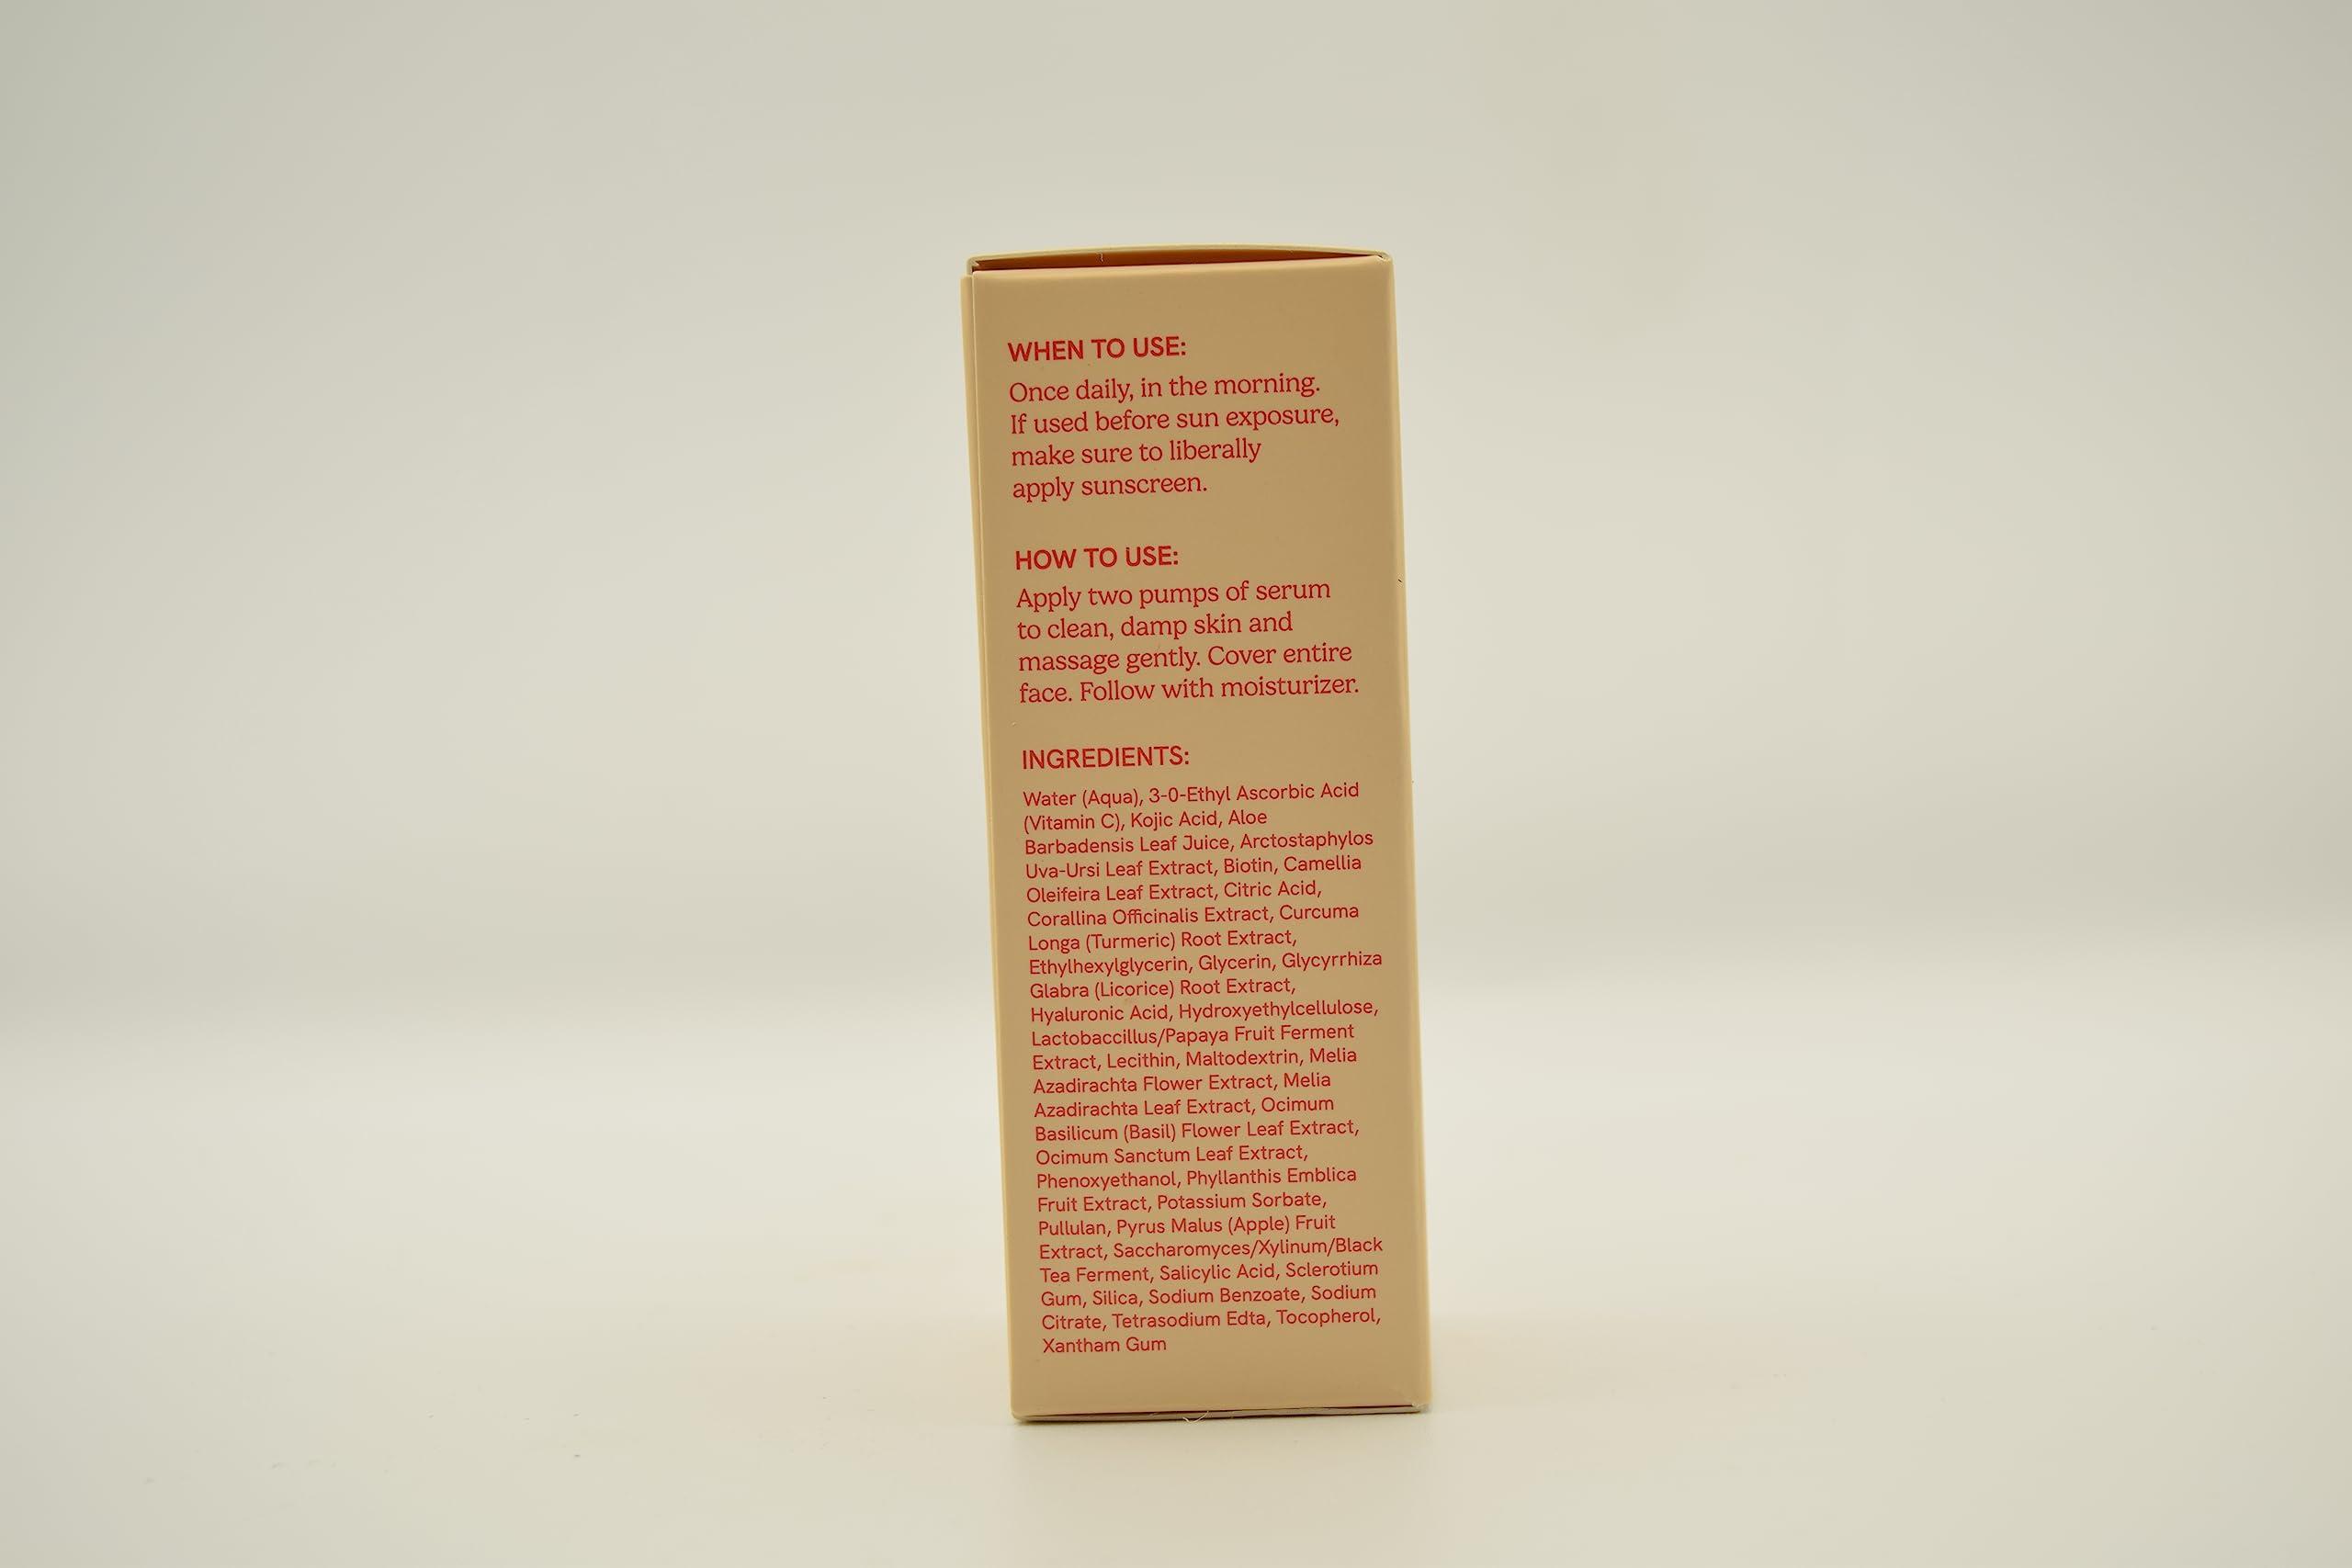 WHEN TO USE:
Once daily, in the morning.
If used before sun exposure,
make sure to liberally
apply sunscreen.
HOW TO USE:
Apply two pumps of serum
to clean, damp skin and
massage gently. Cover entire
face. Follow with moisturizer.
INGREDIENTS:
Water (Aqua), 3-0-Ethyl Ascorbic Acid
(Vitamin C), Kojic Acid, Aloe
Barbadensis Leaf Juice, Arctostaphylos
Uva-Ursi Leaf Extract, Biotin, Camellia
Oleifeira Leaf Extract, Citric Acid,
Corallina Officinalis Extract, Curcuma
Longa (Turmeric) Root Extract,
Ethylhexylglycerin, Glycerin, Glycyrrhiza
Glabra (Licorice) Root Extract,
Hyaluronic Acid, Hydroxyethylcellulose,
Lactobaccillus/Papaya Fruit Ferment
Extract, Lecithin, Maltodextrin, Melia
Azadirachta Flower Extract, Melia
Azadirachta Leaf Extract, Ocimum
Basilicum (Basil) Flower Leaf Extract,
Ocimum Sanctum Leaf Extract,
Phenoxyethanol, Phyllanthis Emblica
Fruit Extract, Potassium Sorbate,
Pullulan, Pyrus Malus (Apple) Fruit
Extract, Saccharomyces/Xylinum/Black
Tea Ferment, Salicylic Acid, Sclerotium
Gum, Silica, Sodium Benzoate, Sodium
Citrate, Tetrasodium Edta, Tocopherol,
Xantham Gum